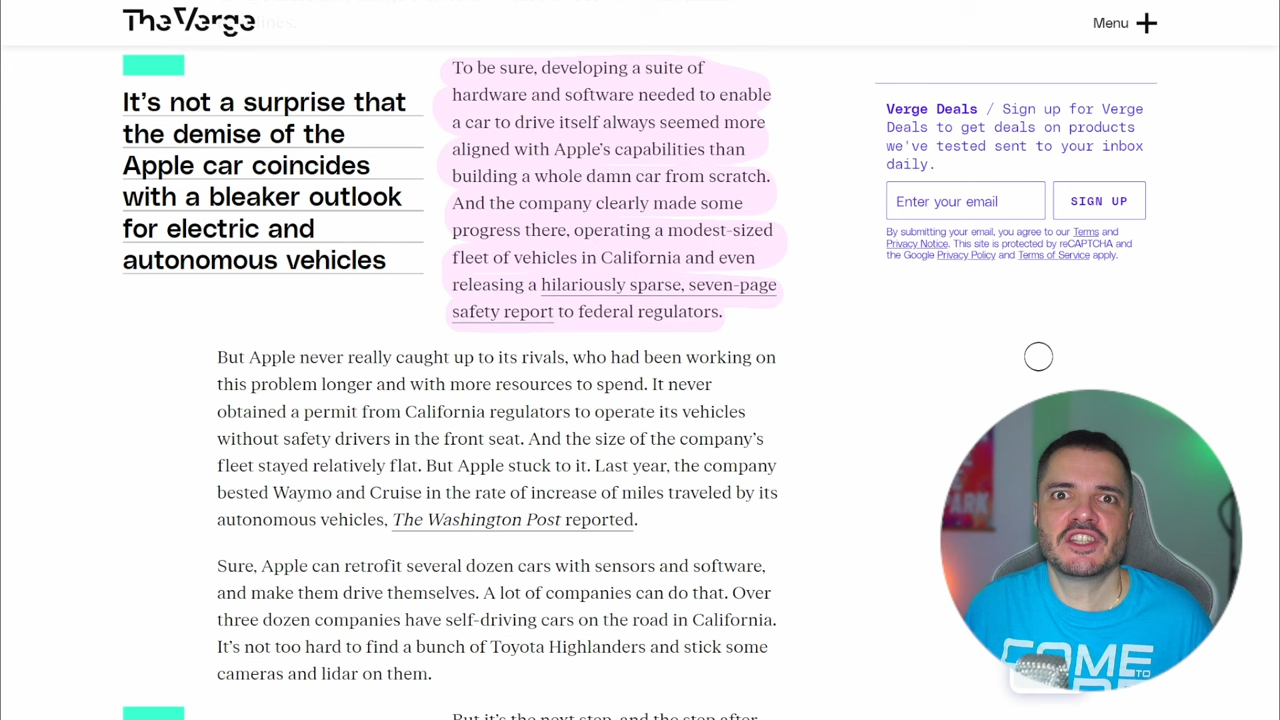 The Verge
Menu
It’s not a surprise that
the demise of the
Apple car coincides
with a bleaker outlook
for electric and
autonomous vehicles
To be sure, developing a suite of
hardware and software needed to enable
a car to drive itself always seemed more
aligned with Apple’s capabilities than
building a whole damn car from scratch.
And the company clearly made some
progress there, operating a modest-sized
fleet of vehicles in California and even
releasing a hilariously sparse, seven-page
safety report to federal regulators.
But Apple never really caught up to its rivals, who had been working on
this problem longer and with more resources to spend. It never
obtained a permit from California regulators to operate its vehicles
without safety drivers in the front seat. And the size of the company’s
fleet stayed relatively flat. But Apple stuck to it. Last year, the company
bested Waymo and Cruise in the rate of increase of miles traveled by its
autonomous vehicles, The Washington Post reported.
Sure, Apple can retrofit several dozen cars with sensors and software,
and make them drive themselves. A lot of companies can do that. Over
three dozen companies have self-driving cars on the road in California.
It’s not too hard to find a bunch of Toyota Highlanders and stick some
cameras and lidar on them.
But it’s the next step, and the step after
Verge Deals / Sign up for Verge
Deals to get deals on products
we've tested sent to your inbox
daily.
Enter your email
SIGN UP
By submitting your email, you agree to our Terms and
Privacy Notice. This site is protected by reCAPTCHA and
the Google Privacy Policy and Terms of Service apply.
COME
TO